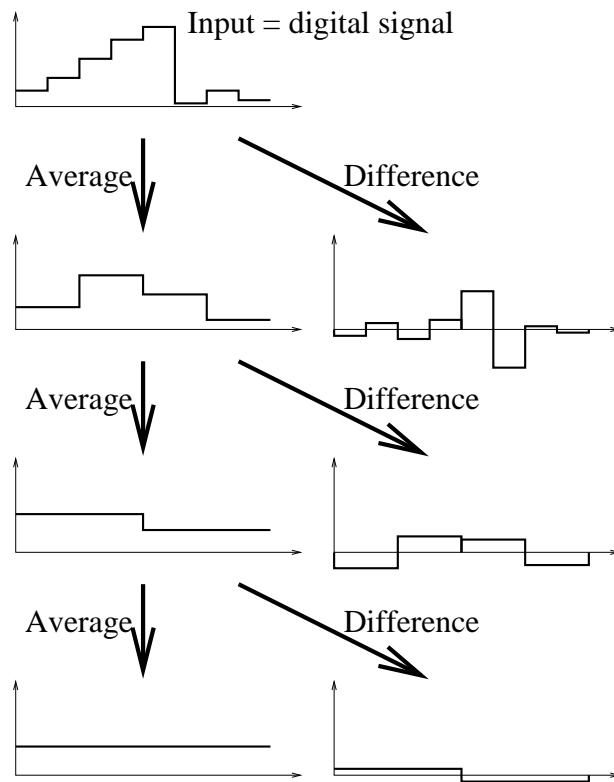 Input = digital signal
Average
Difference
Average
Difference
Average
Difference